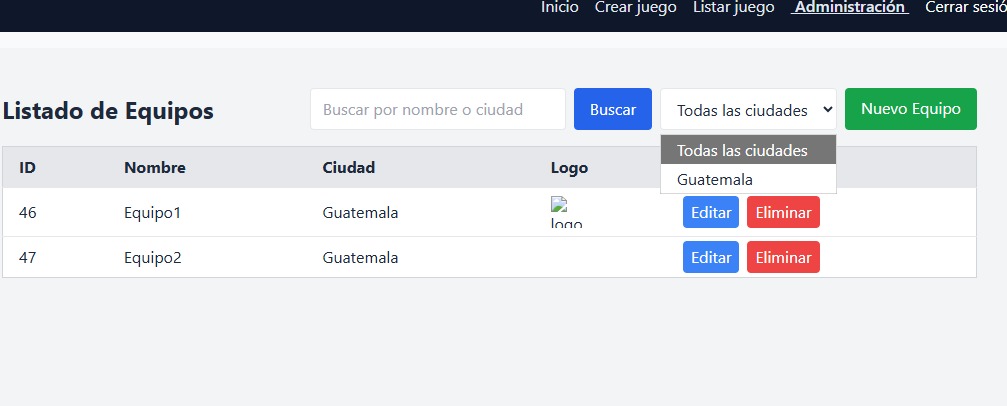 Inicio Crear juego Listar juego Administración Cerrar sesió
Listado de Equipos Buscar por nombre o ciudad Buscar Todas las ciudades Nuevo Equipo
Todas las ciudades
ID Nombre Ciudad Logo
Guatemala
46 Equipo1 Guatemala logo Editar Eliminar
47 Equipo2 Guatemala Editar Eliminar